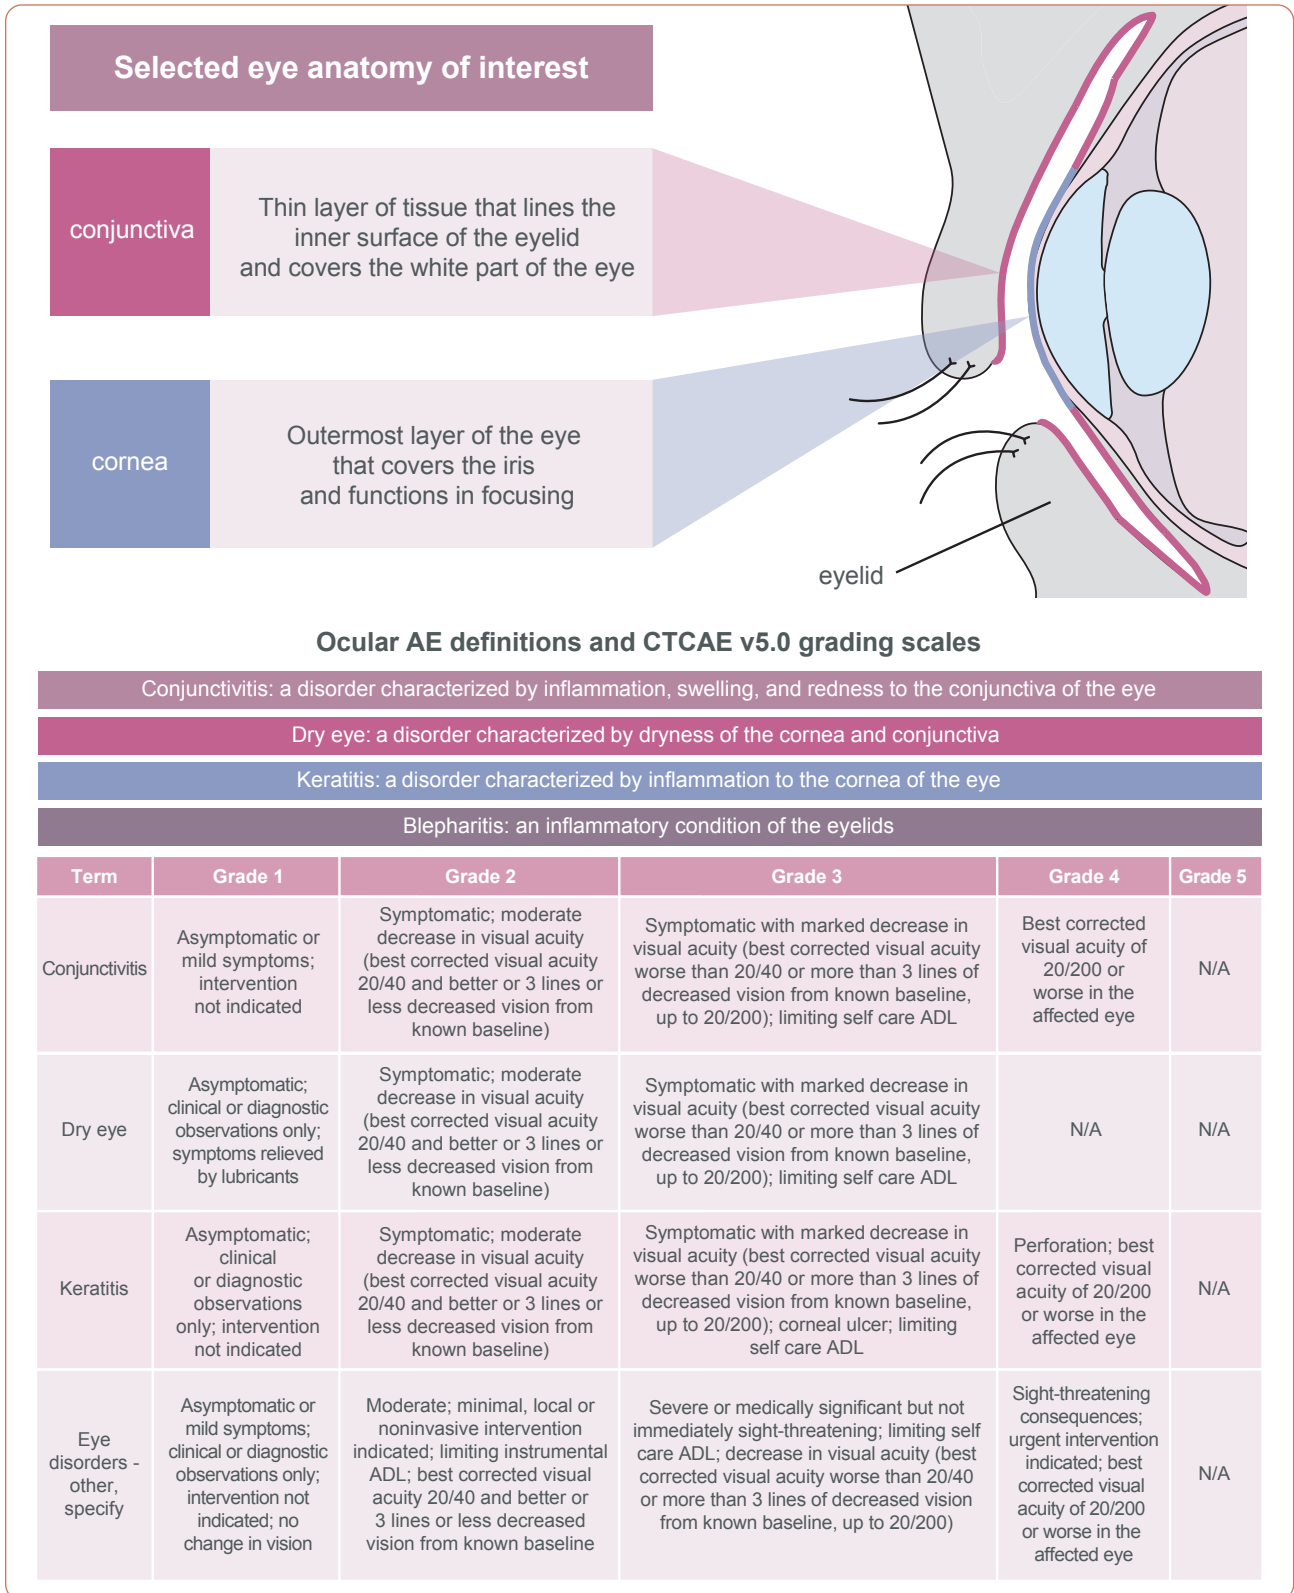 Selected eye anatomy of interest
conjunctiva
Thin layer of tissue that lines the
inner surface of the eyelid
and covers the white part of the eye
cornea
Outermost layer of the eye
that covers the iris
and functions in focusing
eyelid
Ocular AE definitions and CTCAE v5.0 grading scales
Conjunctivitis: a disorder characterized by inflammation, swelling, and redness to the conjunctiva of the eye
Dry eye: a disorder characterized by dryness of the cornea and conjunctiva
Keratitis: a disorder characterized by inflammation to the cornea of the eye
Blepharitis: an inflammatory condition of the eyelids
Term
Grade 1
Grade 2
Grade 3
Grade 4
Grade 5
Conjunctivitis
Asymptomatic or
mild symptoms;
intervention
not indicated
Symptomatic; moderate
decrease in visual acuity
(best corrected visual acuity
20/40 and better or 3 lines or
less decreased vision from
known baseline)
Symptomatic with marked decrease in
visual acuity (best corrected visual acuity
worse than 20/40 or more than 3 lines of
decreased vision from known baseline,
up to 20/200); limiting self care ADL
Best corrected
visual acuity of
20/200 or
worse in the
affected eye
N/A
Dry eye
Asymptomatic;
clinical or diagnostic
observations only;
symptoms relieved
by lubricants
Symptomatic; moderate
decrease in visual acuity
(best corrected visual acuity
20/40 and better or 3 lines or
less decreased vision from
known baseline)
Symptomatic with marked decrease in
visual acuity (best corrected visual acuity
worse than 20/40 or more than 3 lines of
decreased vision from known baseline,
up to 20/200); limiting self care ADL
N/A
N/A
Keratitis
Asymptomatic;
clinical
or diagnostic
observations
only; intervention
not indicated
Symptomatic; moderate
decrease in visual acuity
(best corrected visual acuity
20/40 and better or 3 lines or
less decreased vision from
known baseline)
Symptomatic with marked decrease in
visual acuity (best corrected visual acuity
worse than 20/40 or more than 3 lines of
decreased vision from known baseline,
up to 20/200); corneal ulcer; limiting
self care ADL
Perforation; best
corrected visual
acuity of 20/200
or worse in the
affected eye
N/A
Eye
disorders -
other,
specify
Asymptomatic or
mild symptoms;
clinical or diagnostic
observations only;
intervention not
indicated; no
change in vision
Moderate; minimal, local or
noninvasive intervention
indicated; limiting instrumental
ADL; best corrected visual
acuity 20/40 and better or
3 lines or less decreased
vision from known baseline
Severe or medically significant but not
immediately sight-threatening; limiting self
care ADL; decrease in visual acuity (best
corrected visual acuity worse than 20/40
or more than 3 lines of decreased vision
from known baseline, up to 20/200)
Sight-threatening
consequences;
urgent intervention
indicated; best
corrected visual
acuity of 20/200
or worse in the
affected eye
N/A